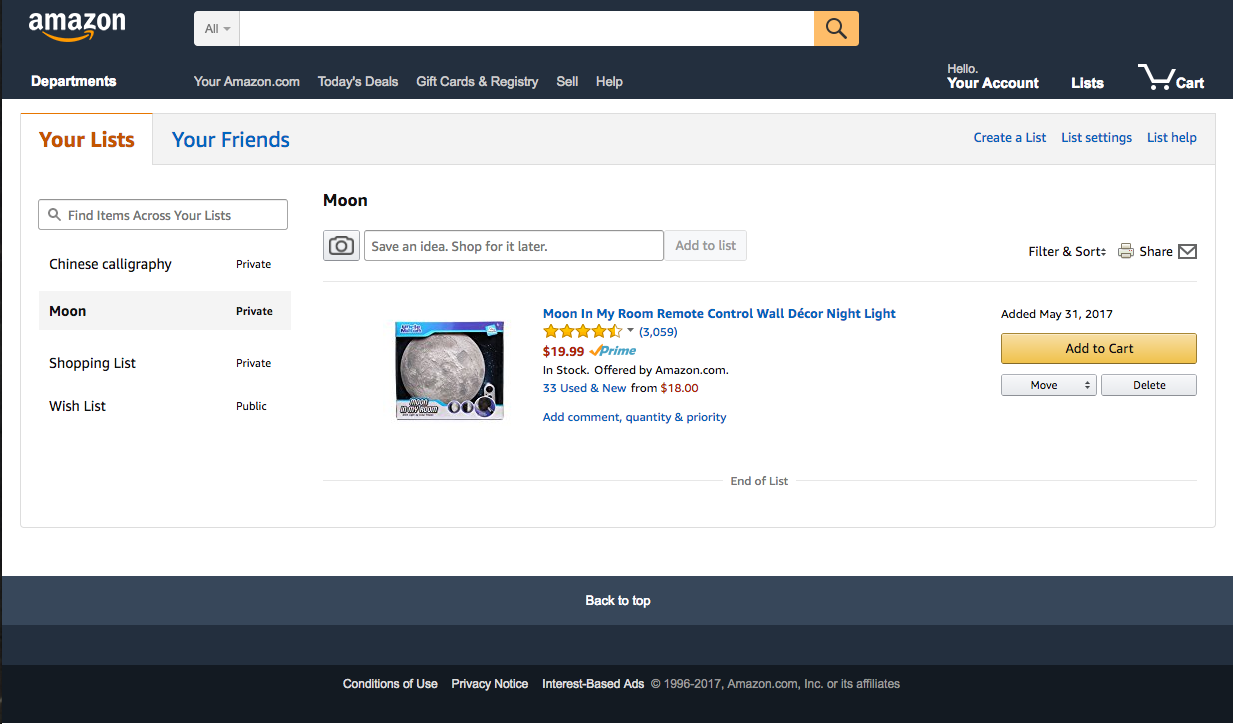 amazon
All
Departments
Your Amazon.com Today's Deals Gift Cards & Registry Sell Help
Hello.
Your Account
Lists
Cart
Your Lists
Your Friends
Create a List List settings List help
Find Items Across Your Lists
Chinese calligraphy Private
Moon Private
Shopping List Private
Wish List Public
Moon
Save an idea. Shop for it later.
Add to list
Filter & Sort
Share
MOON
IN MY ROOM
Moon In My Room Remote Control Wall Décor Night Light
(3,059)
$19.99 Prime
In Stock. Offered by Amazon.com.
33 Used & New from $18.00
Add comment, quantity & priority
Added May 31, 2017
Add to Cart
Move
Delete
End of List
Back to top
Conditions of Use Privacy Notice Interest-Based Ads © 1996-2017, Amazon.com, Inc. or its affiliates